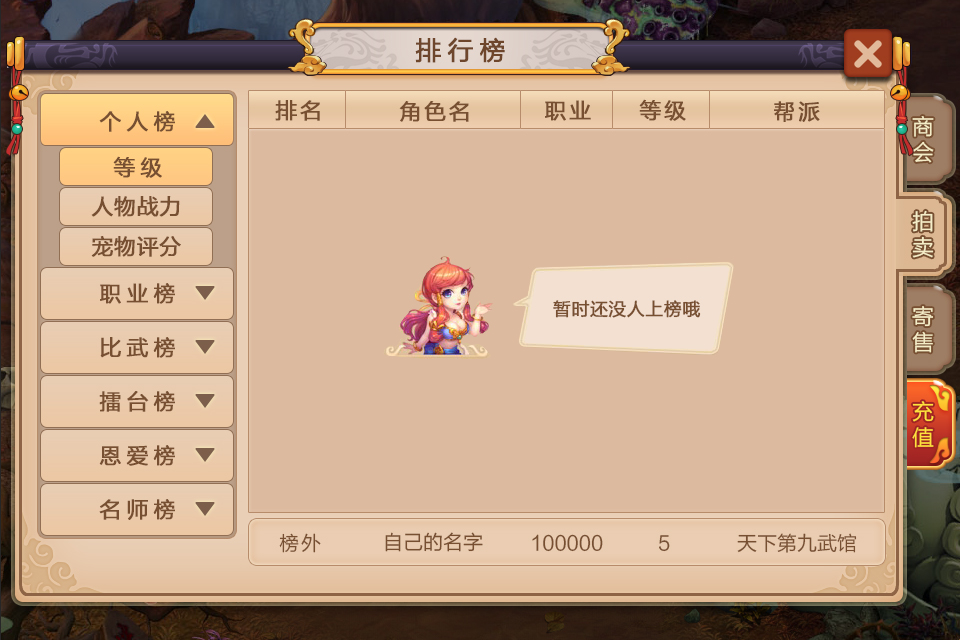 排行榜
个人榜
等级
人物战力
宠物评分
职业榜
比武榜
擂台榜
恩爱榜
名师榜
排名 角色名 职业 等级 帮派
暂时还没人上榜哦
榜外 自己的名字 100000 5 天下第九武馆
商会
拍卖
寄售
充值